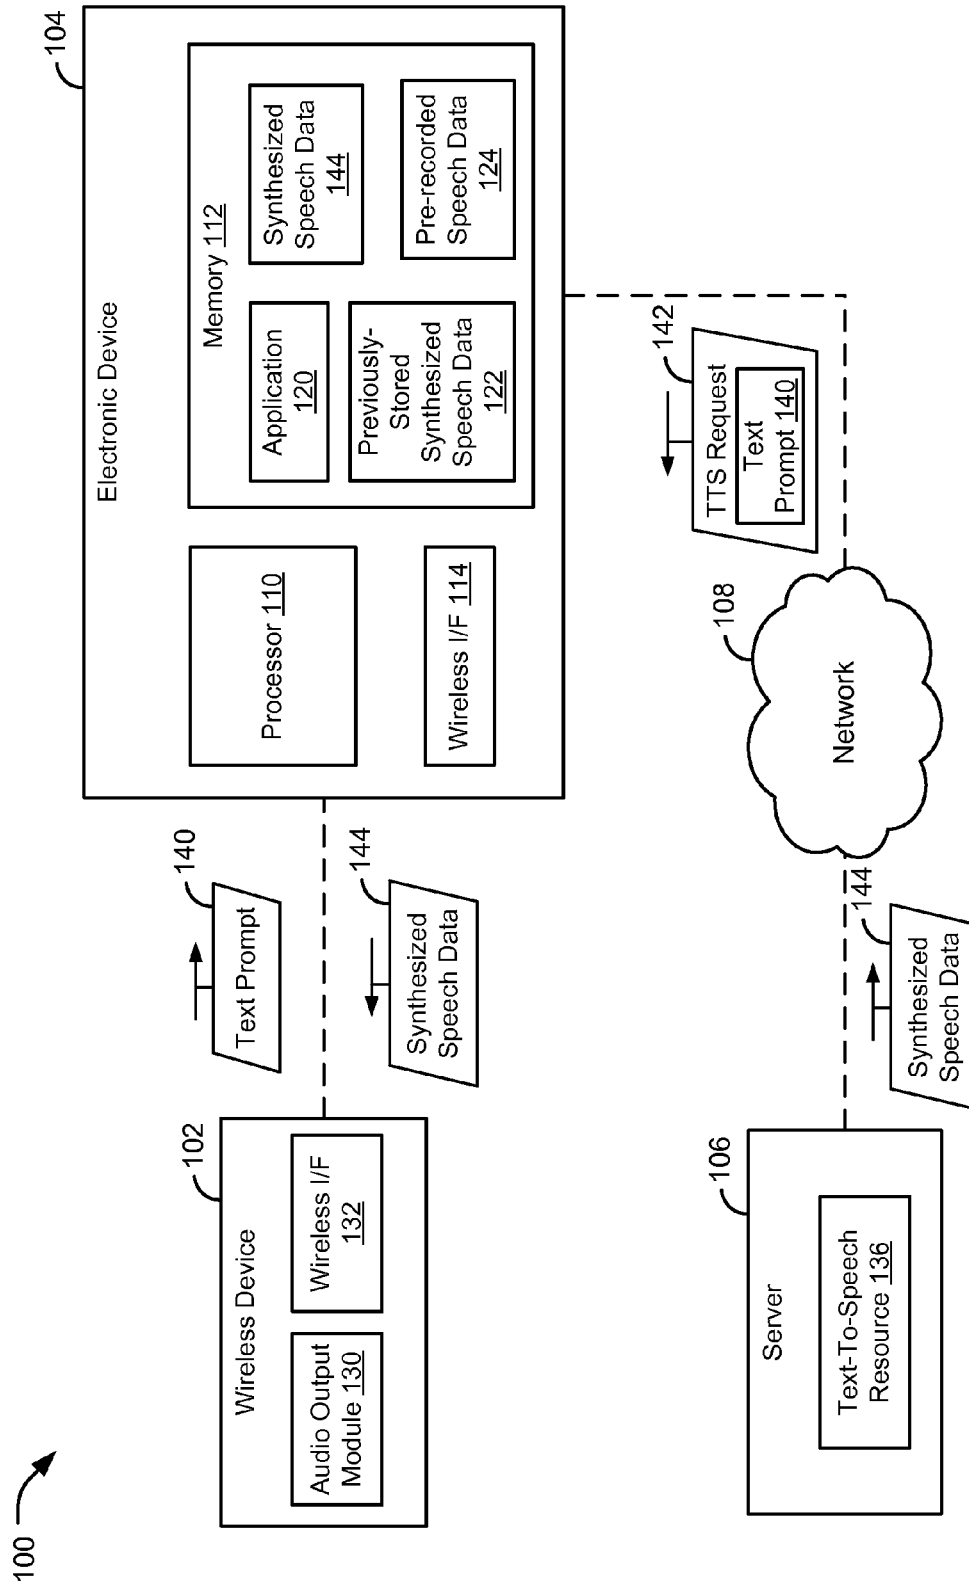 100
102
Wireless Device
Audio Output
Module 130
Wireless I/F
132
140
Text Prompt
144
Synthesized
Speech Data
104
Electronic Device
Processor 110
Wireless I/F 114
Memory 112
Application
120
Synthesized
Speech Data
144
Previously-
Stored
Synthesized
Speech Data
122
Pre-recorded
Speech Data
124
106
Server
Text-To-Speech
Resource 136
144
Synthesized
Speech Data
108
Network
142
TTS Request
Text
Prompt 140